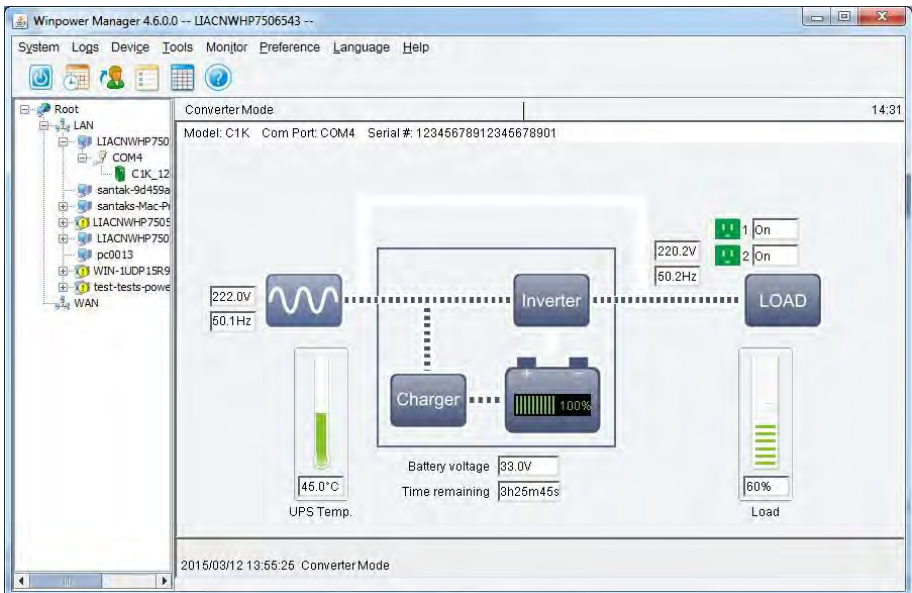 Winpower Manager 4.6.0.0 -- LIACNWHP7506543 --
System Logs Device Tools Monitor Preference Language Help
Root
LAN
LIACNWHP750
COM4
C1K_12
santak-9d459a
santaks-Mac-Pr
LIACNWHP7505
LIACNWHP750
pc0013
WIN-1UDP15R9
test-tests-powe
WAN
Converter Mode
14:31
Model: C1K Com Port: COM4 Serial #: 12345678912345678901
1 On
2 On
220.2V
50.2Hz
222.0V
50.1Hz
Inverter
LOAD
Charger
+ −
100%
Battery voltage 33.0V
Time remaining 3h25m45s
45.0°C
UPS Temp.
60%
Load
2015/03/12 13:55:25 Converter Mode